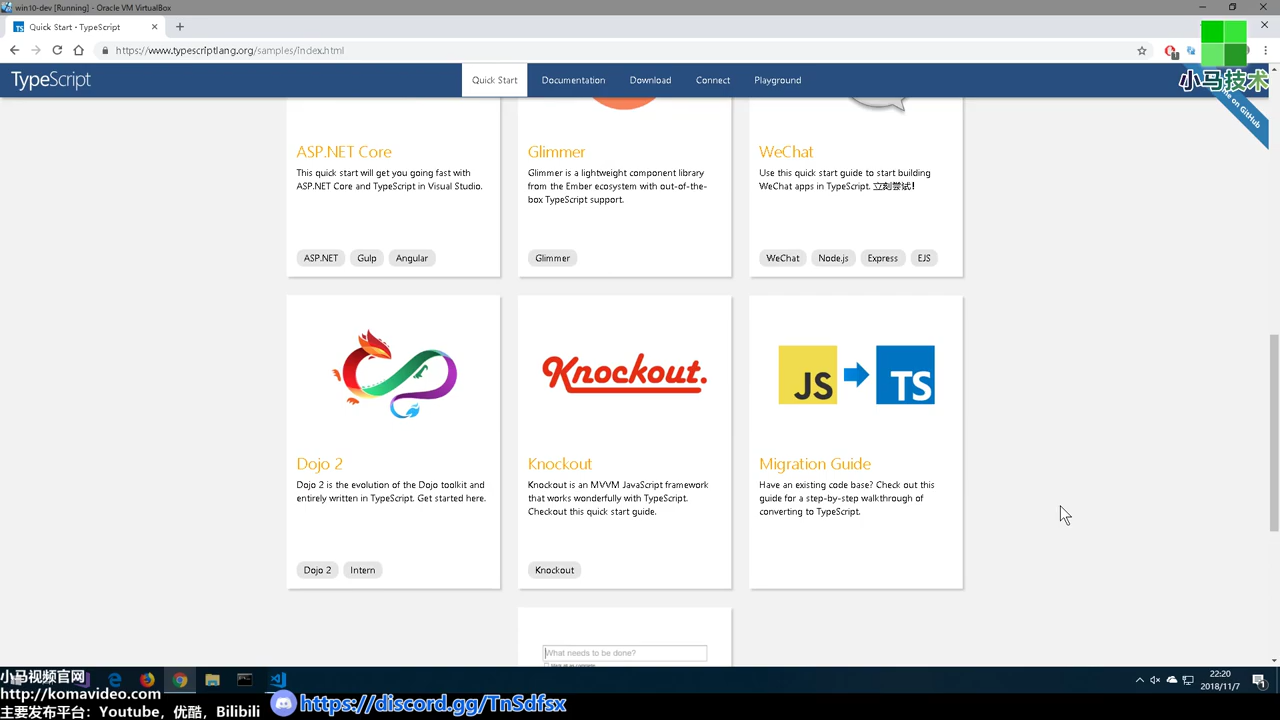 win10-dev [Running] - Oracle VM VirtualBox
TS Quick Start - TypeScript
https://www.typescriptlang.org/samples/index.html
TypeScript
Quick Start
Documentation
Download
Connect
Playground
小马技术
me on GitHub
ASP.NET Core
This quick start will get you going fast with
ASP.NET Core and TypeScript in Visual Studio.
ASP.NET Gulp Angular
Glimmer
Glimmer is a lightweight component library
from the Ember ecosystem with out-of-the-
box TypeScript support.
Glimmer
WeChat
Use this quick start guide to start building
WeChat apps in TypeScript. 立刻尝试!
WeChat Node.js Express EJS
Dojo 2
Dojo 2 is the evolution of the Dojo toolkit and
entirely written in TypeScript. Get started here.
Dojo 2 Intern
Knockout.
Knockout
Knockout is an MVVM JavaScript framework
that works wonderfully with TypeScript.
Checkout this quick start guide.
Knockout
JS TS
Migration Guide
Have an existing code base? Check out this
guide for a step-by-step walkthrough of
converting to TypeScript.
What needs to be done?
小马视频官网
http://komavideo.com
主要发布平台：Youtube，优酷，Bilibili
https://discord.gg/TnSdfsx
22:20
2018/11/7
1